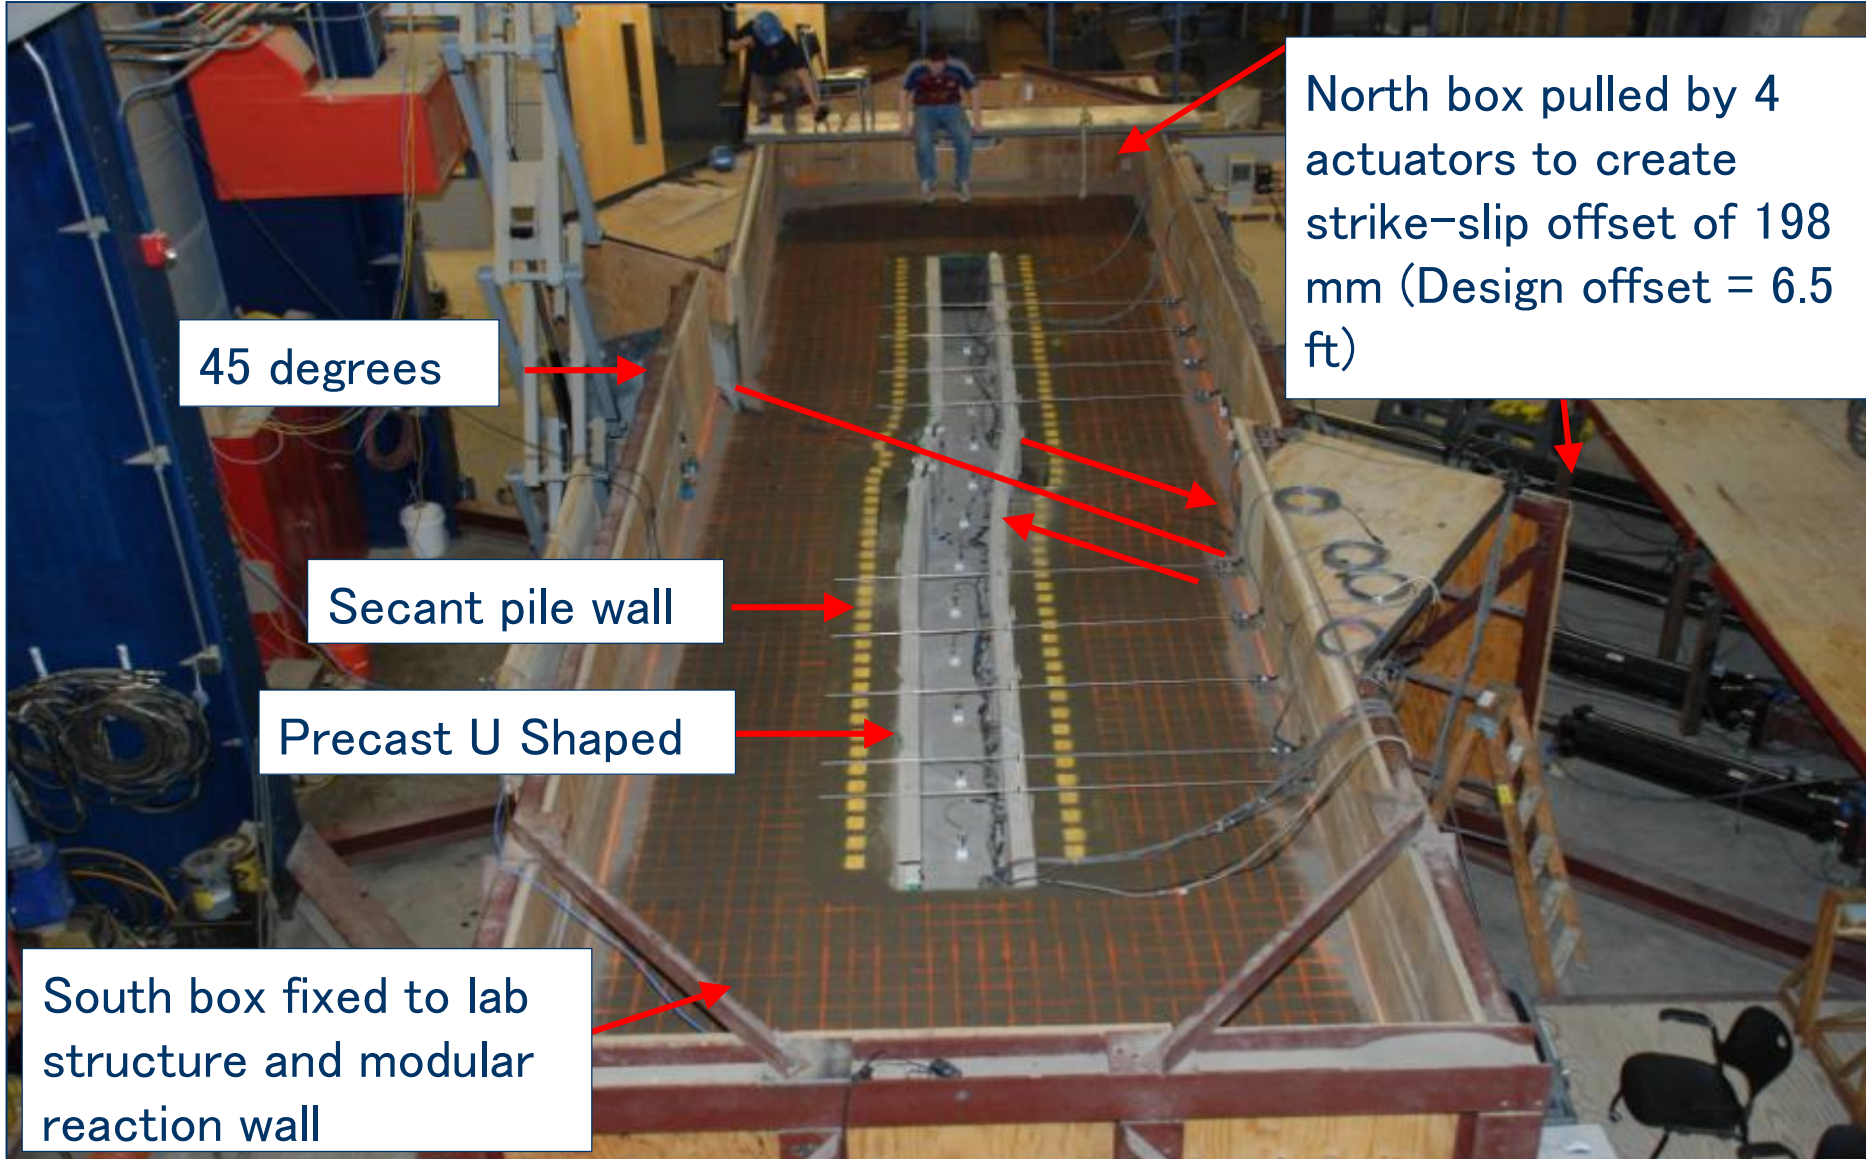 North box pulled by 4
actuators to create
strike-slip offset of 198
mm (Design offset = 6.5
ft)
45 degrees
Secant pile wall
Precast U Shaped
South box fixed to lab
structure and modular
reaction wall